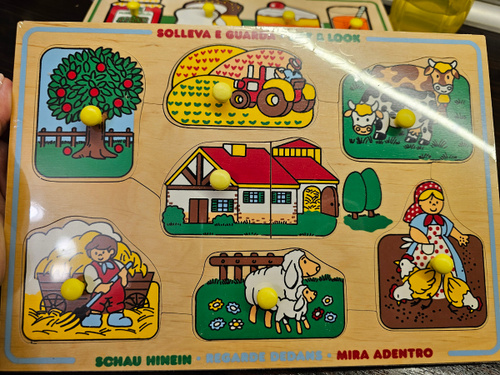 SOLLEVA E GUARDA & LOOK
SCHAU HINEIN - REGARDE DEDANS - MIRA ADENTRO